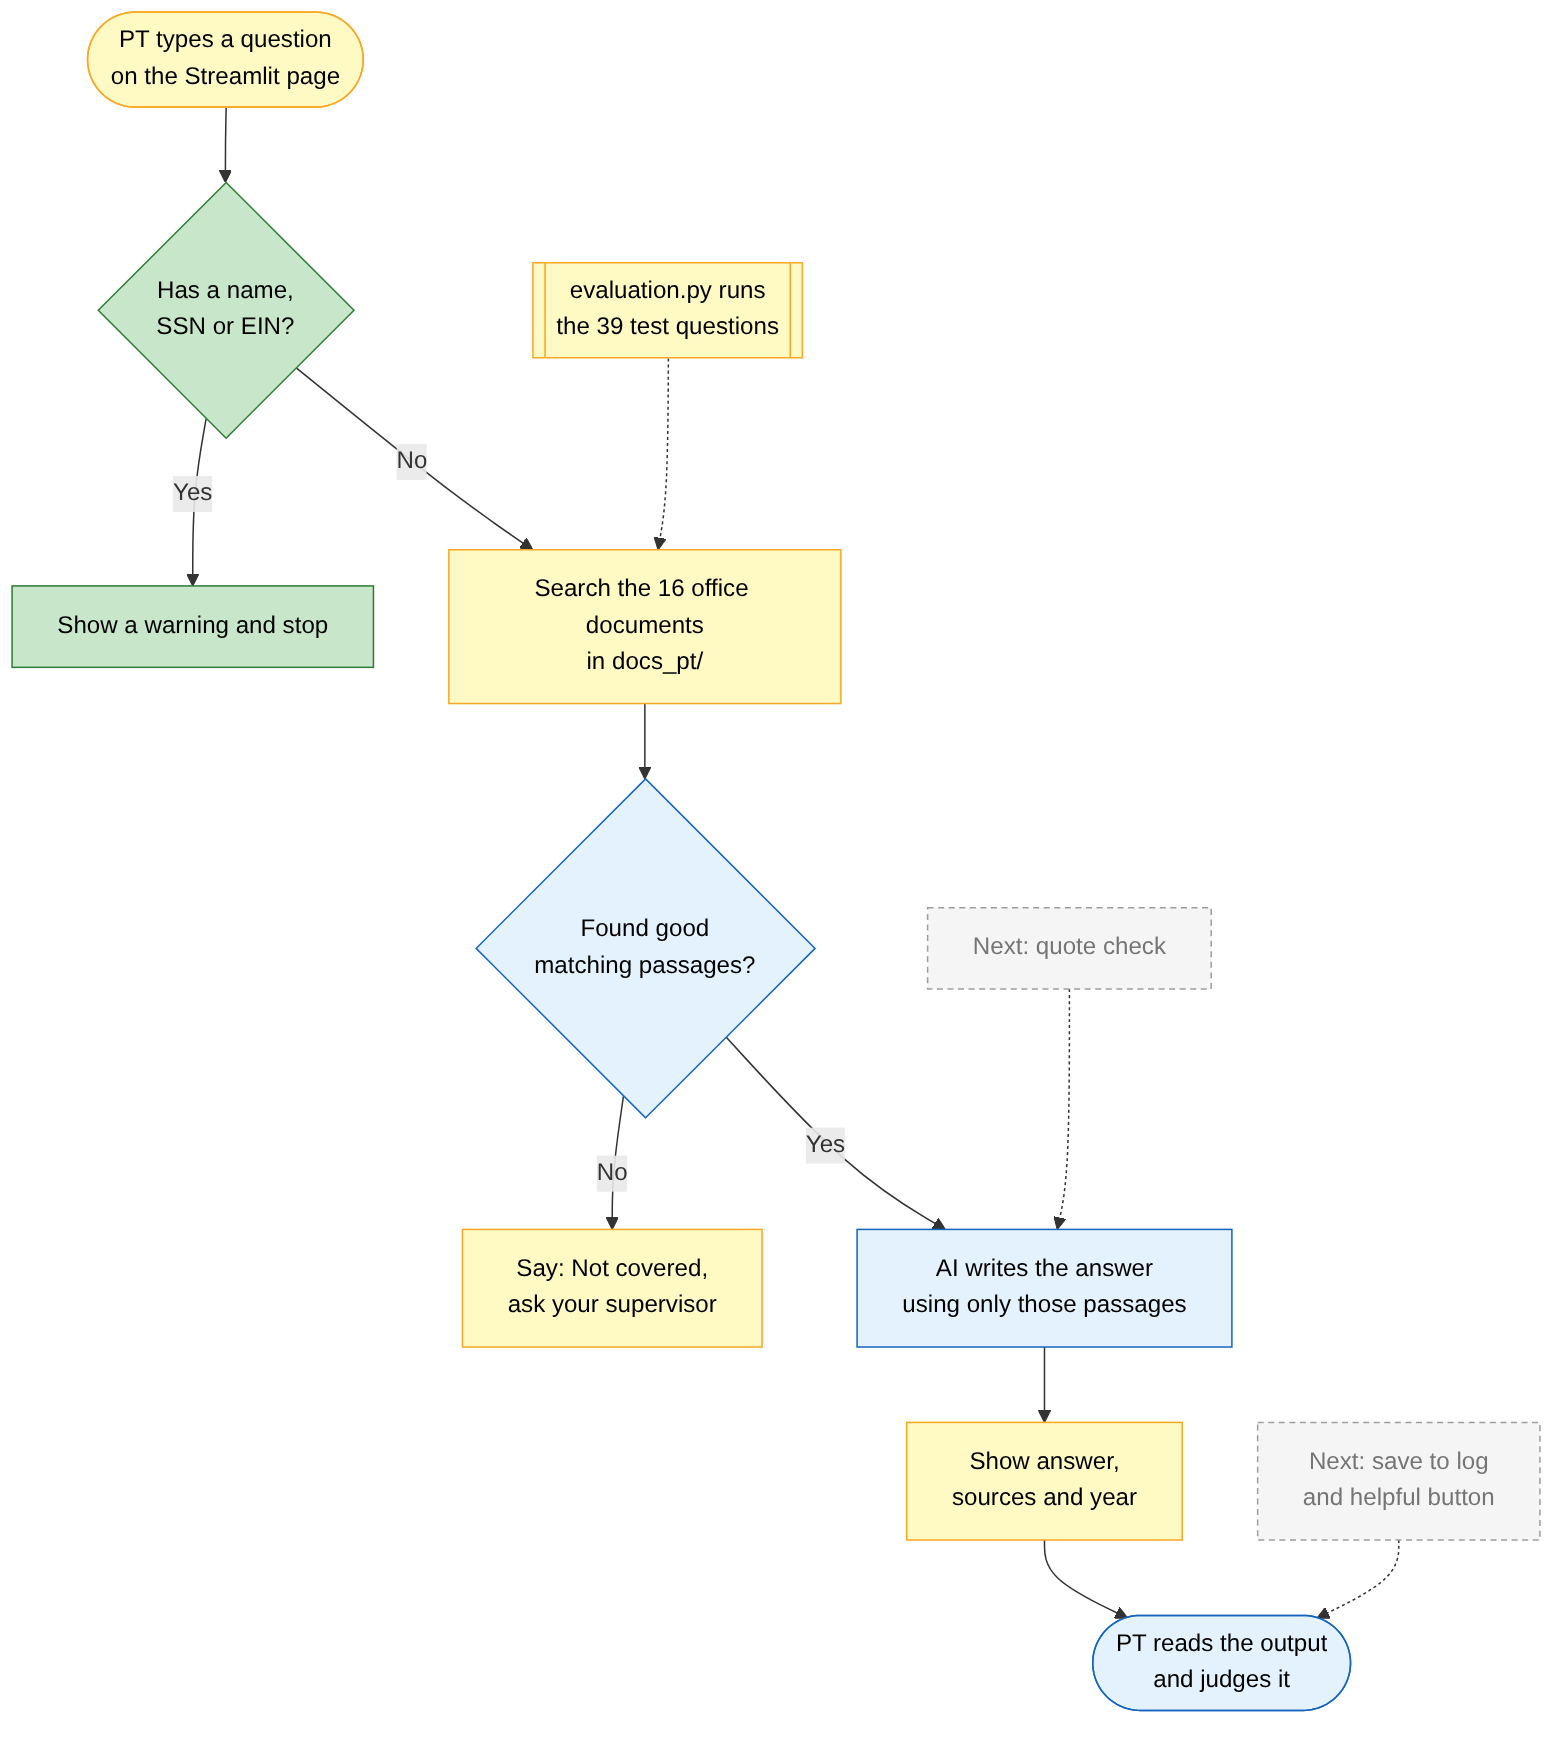 PT types a question
on the Streamlit page
Has a name,
SSN or EIN?
evaluation.py runs
the 39 test questions
No
Yes
Search the 16 office
documents
in docs_pt/
Show a warning and stop
Found good
matching passages?
Next: quote check
Yes
No
Say: Not covered,
ask your supervisor
AI writes the answer
using only those passages
Show answer,
sources and year
Next: save to log
and helpful button
PT reads the output
and judges it